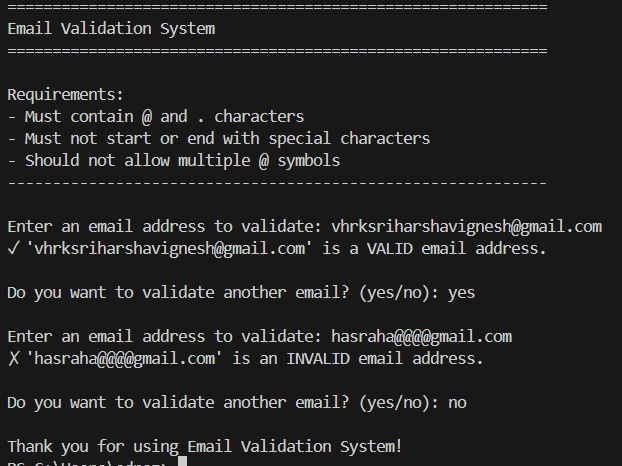 ============================================================
Email Validation System
============================================================
Requirements:
- Must contain @ and . characters
- Must not start or end with special characters
- Should not allow multiple @ symbols
------------------------------------------------------------
Enter an email address to validate: vhrksriharshavignesh@gmail.com
✓ 'vhrksriharshavignesh@gmail.com' is a VALID email address.
Do you want to validate another email? (yes/no): yes
Enter an email address to validate: hasraha@@@@gmail.com
✗ 'hasraha@@@@gmail.com' is an INVALID email address.
Do you want to validate another email? (yes/no): no
Thank you for using Email Validation System!